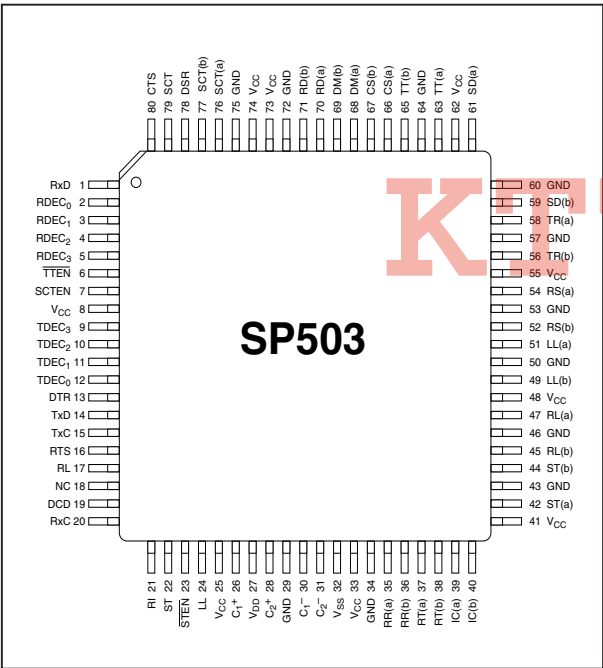 80 CTS
79 SCT
78 DSR
77 SCT(b)
76 SCT(a)
75 GND
74 VCC
73 VCC
72 GND
71 RD(b)
70 RD(a)
69 DM(b)
68 DM(a)
67 CS(b)
66 CS(a)
65 TT(b)
64 GND
63 TT(a)
62 VCC
61 SD(a)
RxD 1
RDEC0 2
RDEC1 3
RDEC2 4
RDEC3 5
TTEN 6
SCTEN 7
VCC 8
TDEC3 9
TDEC2 10
TDEC1 11
TDEC0 12
DTR 13
TxD 14
TxC 15
RTS 16
RL 17
NC 18
DCD 19
RxC 20
SP503
KT
60 GND
59 SD(b)
58 TR(a)
57 GND
56 TR(b)
55 VCC
54 RS(a)
53 GND
52 RS(b)
51 LL(a)
50 GND
49 LL(b)
48 VCC
47 RL(a)
46 GND
45 RL(b)
44 ST(b)
43 GND
42 ST(a)
41 VCC
RI 21
ST 22
STEN 23
LL 24
VCC 25
C1+ 26
VDD 27
C2+ 28
GND 29
C1− 30
C2− 31
VSS 32
VCC 33
GND 34
RR(a) 35
RR(b) 36
RT(a) 37
RT(b) 38
IC(a) 39
IC(b) 40